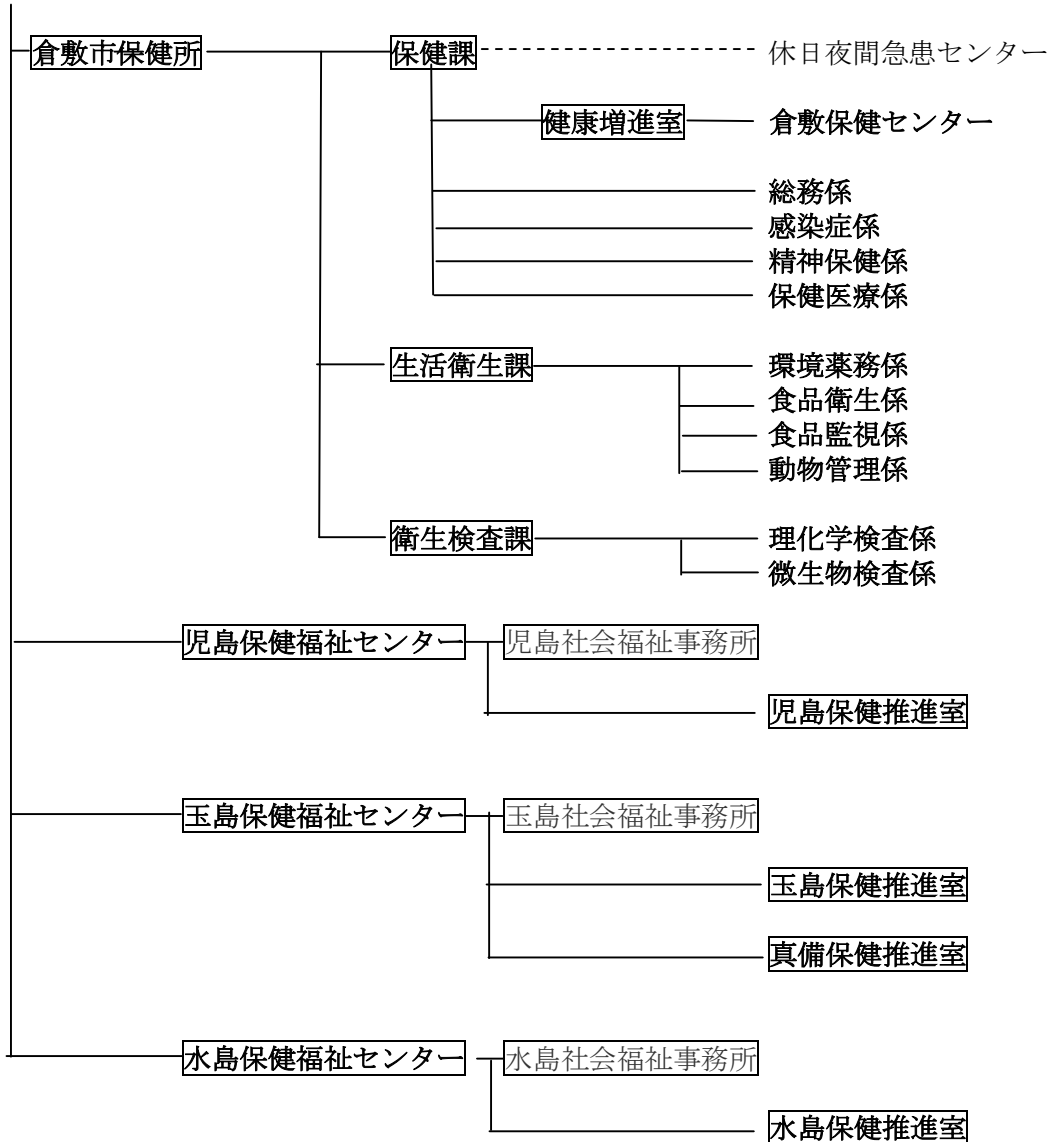 倉敷市保健所 保健課 休日夜間急患センター
健康増進室 倉敷保健センター
総務係
感染症係
精神保健係
保健医療係
生活衛生課 環境薬務係
食品衛生係
食品監視係
動物管理係
衛生検査課 理化学検査係
微生物検査係
児島保健福祉センター 児島社会福祉事務所
児島保健推進室
玉島保健福祉センター 玉島社会福祉事務所
玉島保健推進室
真備保健推進室
水島保健福祉センター 水島社会福祉事務所
水島保健推進室